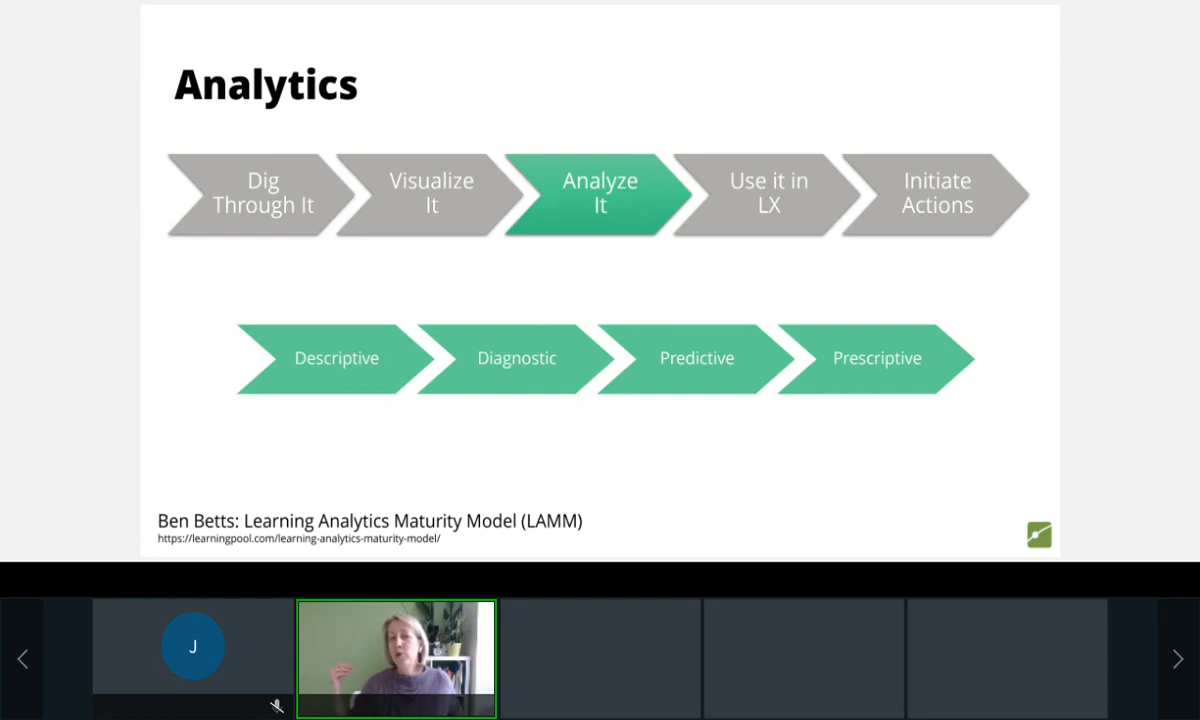 Analytics
Dig
Through It
Visualize
It
Analyze
It
Use it in
LX
Initiate
Actions
Descriptive
Diagnostic
Predictive
Prescriptive
Ben Betts: Learning Analytics Maturity Model (LAMM)
https://learningpool.com/learning-analytics-maturity-model/
J